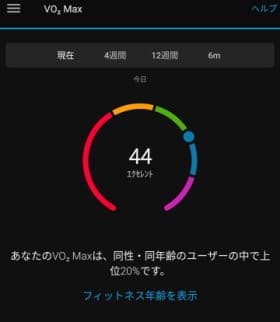 VO₂ Max
ヘルプ
現在 4週間 12週間 6m
今日
44
ｴｸｾﾚﾝﾄ
あなたのVO₂ Maxは、同性・同年齢のユーザーの中で上
位20%です。
フィットネス年齢を表示